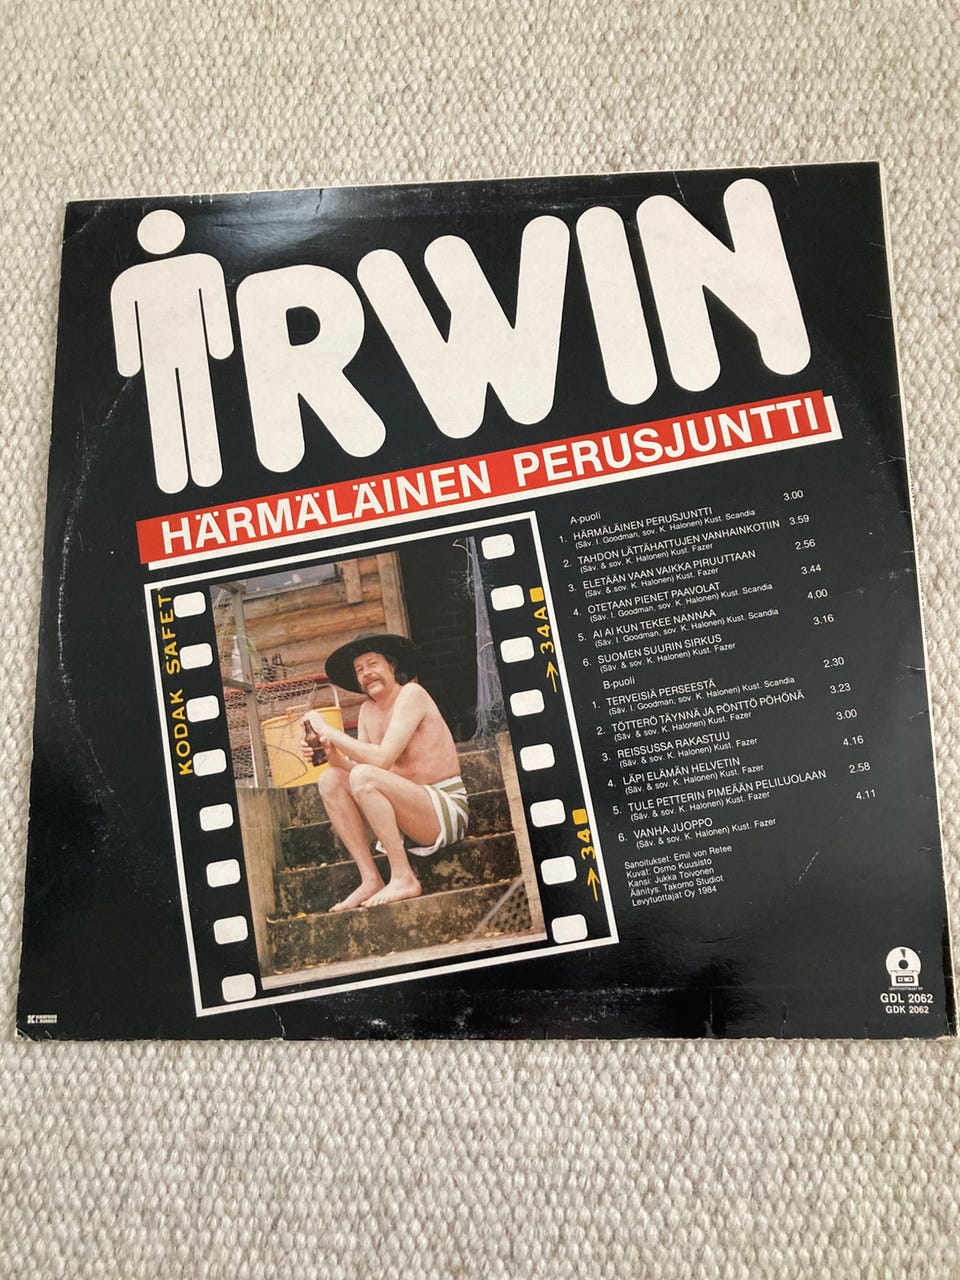 IRWIN
HÄRMÄLÄINEN PERUSJUNTTI
KODAK SAFET
34A
34
A-puoli
1. HÄRMÄLÄINEN PERUSJUNTTI 3.00
(Säv. I. Goodman, sov. K. Halonen) Kust. Scandia
2. TAHDON LÄTTÄHATTUJEN VANHAINKOTIIN 3.59
(Säv. & sov. K. Halonen) Kust. Fazer
3. ELETÄÄN VAAN VAIKKA PIRUUTTAAN 2.56
(Säv. & sov. K. Halonen) Kust. Fazer
4. OTETAAN PIENET PAAVOLAT 3.44
(Säv. I. Goodman, sov. K. Halonen) Kust. Scandia
5. AI AI KUN TEKEE NANNAA 4.00
(Säv. I. Goodman, sov. K. Halonen) Kust. Scandia
6. SUOMEN SUURIN SIRKUS 3.16
(Säv. & sov. K. Halonen) Kust. Fazer
B-puoli
1. TERVEISIÄ PERSEESTÄ 2.30
(Säv. I. Goodman, sov. K. Halonen) Kust. Scandia
2. TÖTTERÖ TÄYNNÄ JA PÖNTTÖ PÖHÖNÄ 3.23
(Säv. & sov. K. Halonen) Kust. Fazer
3. REISSUSSA RAKASTUU 3.00
(Säv. & sov. K. Halonen) Kust. Fazer
4. LÄPI ELÄMÄN HELVETIN 4.16
(Säv. & sov. K. Halonen) Kust. Fazer
5. TULE PETTERIN PIMEÄÄN PELILUOLAAN 2.58
(Säv. & sov. K. Halonen) Kust. Fazer
6. VANHA JUOPPO 4.11
(Säv. & sov. K. Halonen) Kust. Fazer
Sanoitukset: Emil von Retee
Kuvat: Osmo Kuusisto
Kansi: Jukka Toivonen
Äänitys: Takomo Studiot
Levytuottajat Oy 1984
LEVYTUOTTAJAT OY
GDL 2062
GDK 2062